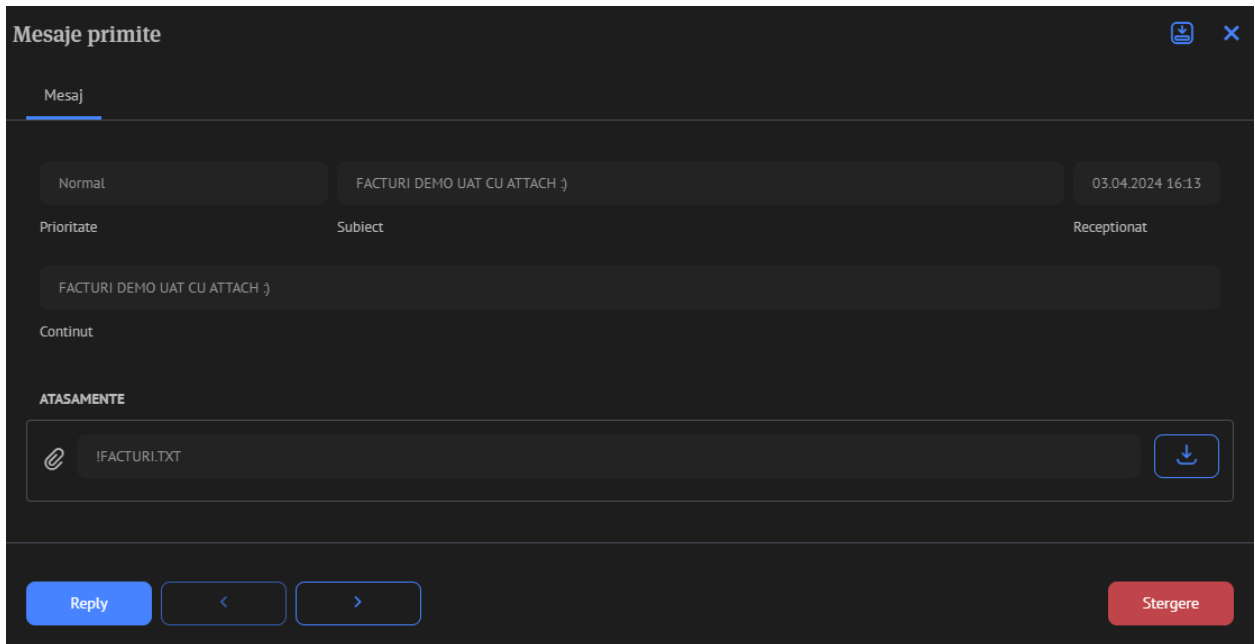 Mesaje primite
Mesaj
Normal
FACTURI DEMO UAT CU ATTACH :)
03.04.2024 16:13
Prioritate
Subiect
Receptionat
FACTURI DEMO UAT CU ATTACH :)
Continut
ATASAMENTE
!FACTURI.TXT
Reply
<
>
Stergere